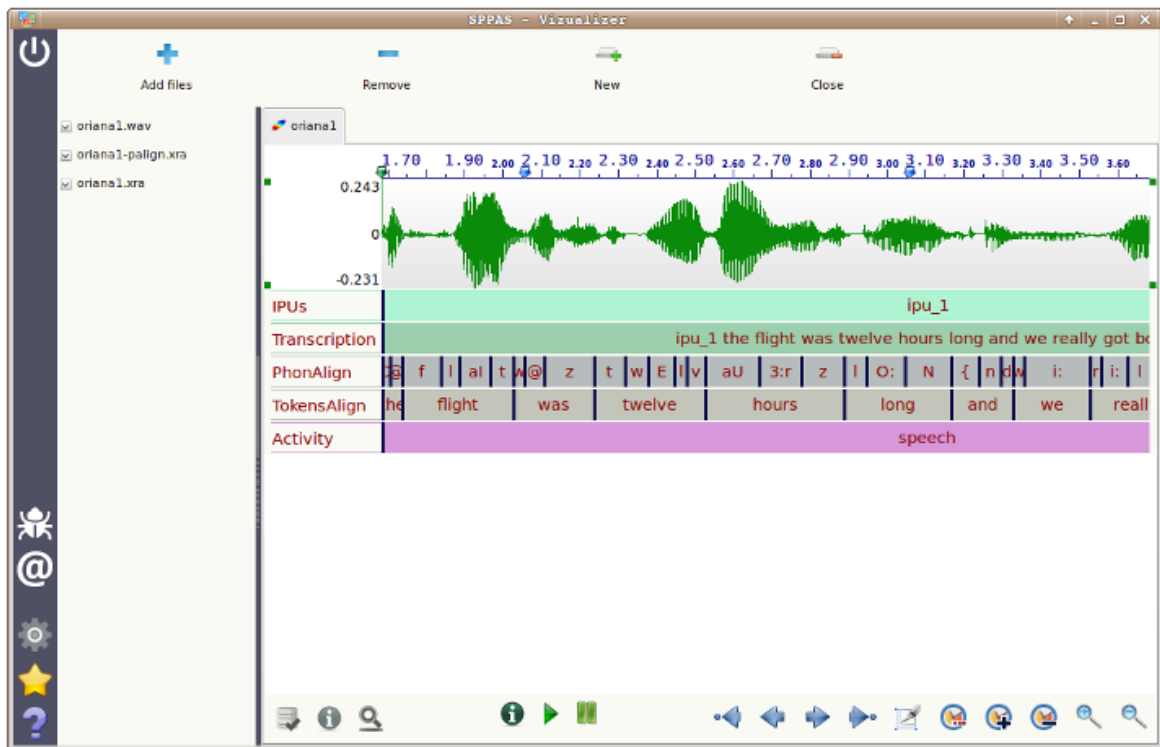 SPPAS - Vizualizer
Add files Remove New Close
oriana1.wav
oriana1-palign.xra
oriana1.xra
oriana1
1.70 1.90 2.00 2.10 2.20 2.30 2.40 2.50 2.60 2.70 2.80 2.90 3.00 3.10 3.20 3.30 3.40 3.50 3.60
0.243
0
-0.231
IPUs ipu_1
Transcription ipu_1 the flight was twelve hours long and we really got
PhonAlign @ f l aI t w @ z t w E l v aU 3:r z l O: N { n d w i: r i: l
TokensAlign he flight was twelve hours long and we reall
Activity speech
@
?